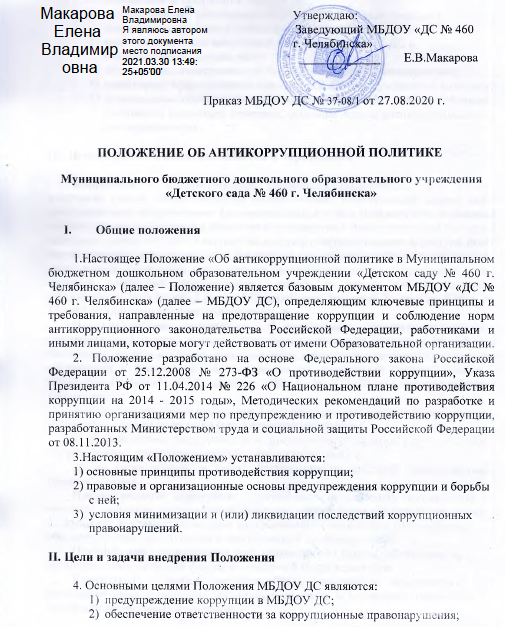 Макарова
Елена
Владимир
овна
Макарова Елена
Владимировна
Я являюсь автором
этого документа
место подписания
2021.03.30 13:49:
25+05'00'
Утверждаю:
Заведующий МБДОУ «ДС № 460
г. Челябинска»
Е.В.Макарова
Приказ МБДОУ ДС № 37-08/1 от 27.08.2020 г.
ПОЛОЖЕНИЕ ОБ АНТИКОРРУПЦИОННОЙ ПОЛИТИКЕ
Муниципального бюджетного дошкольного образовательного учреждения
«Детского сада № 460 г. Челябинска»
I. Общие положения
1.Настоящее Положение «Об антикоррупционной политике в Муниципальном
бюджетном дошкольном образовательном учреждении «Детском саду № 460 г.
Челябинска» (далее – Положение) является базовым документом МБДОУ «ДС №
460 г. Челябинска» (далее – МБДОУ ДС), определяющим ключевые принципы и
требования, направленные на предотвращение коррупции и соблюдение норм
антикоррупционного законодательства Российской Федерации, работниками и
иными лицами, которые могут действовать от имени Образовательной организации.
2. Положение разработано на основе Федерального закона Российской
Федерации от 25.12.2008 № 273-ФЗ «О противодействии коррупции», Указа
Президента РФ от 11.04.2014 № 226 «О Национальном плане противодействия
коррупции на 2014 - 2015 годы», Методических рекомендаций по разработке и
принятию организациями мер по предупреждению и противодействию коррупции,
разработанных Министерством труда и социальной защиты Российской Федерации
от 08.11.2013.
3.Настоящим «Положением» устанавливаются:
1) основные принципы противодействия коррупции;
2) правовые и организационные основы предупреждения коррупции и борьбы
с ней;
3) условия минимизации и (или) ликвидации последствий коррупционных
правонарушений.
II. Цели и задачи внедрения Положения
4. Основными целями Положения МБДОУ ДС являются:
1) предупреждение коррупции в МБДОУ ДС;
2) обеспечение ответственности за коррупционные правонарушения;